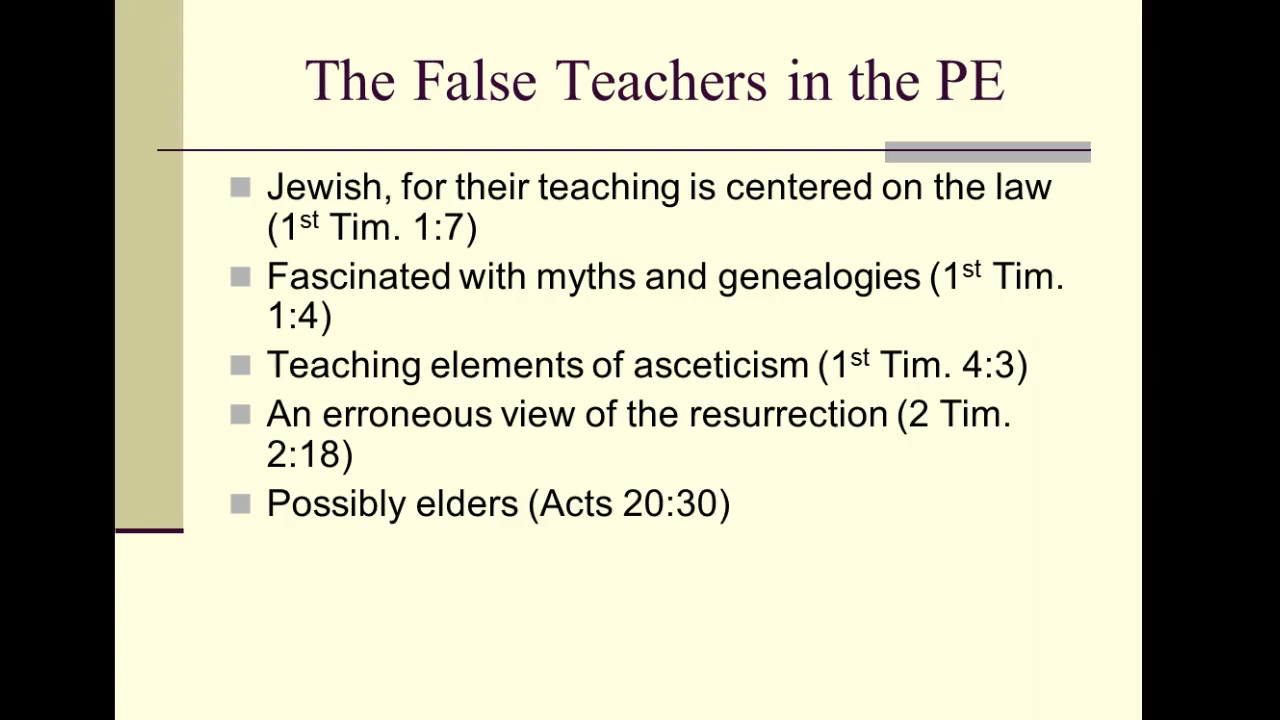 The False Teachers in the PE
Jewish, for their teaching is centered on the law
(1st Tim. 1:7)
Fascinated with myths and genealogies (1st Tim.
1:4)
Teaching elements of asceticism (1st Tim. 4:3)
An erroneous view of the resurrection (2 Tim.
2:18)
Possibly elders (Acts 20:30)